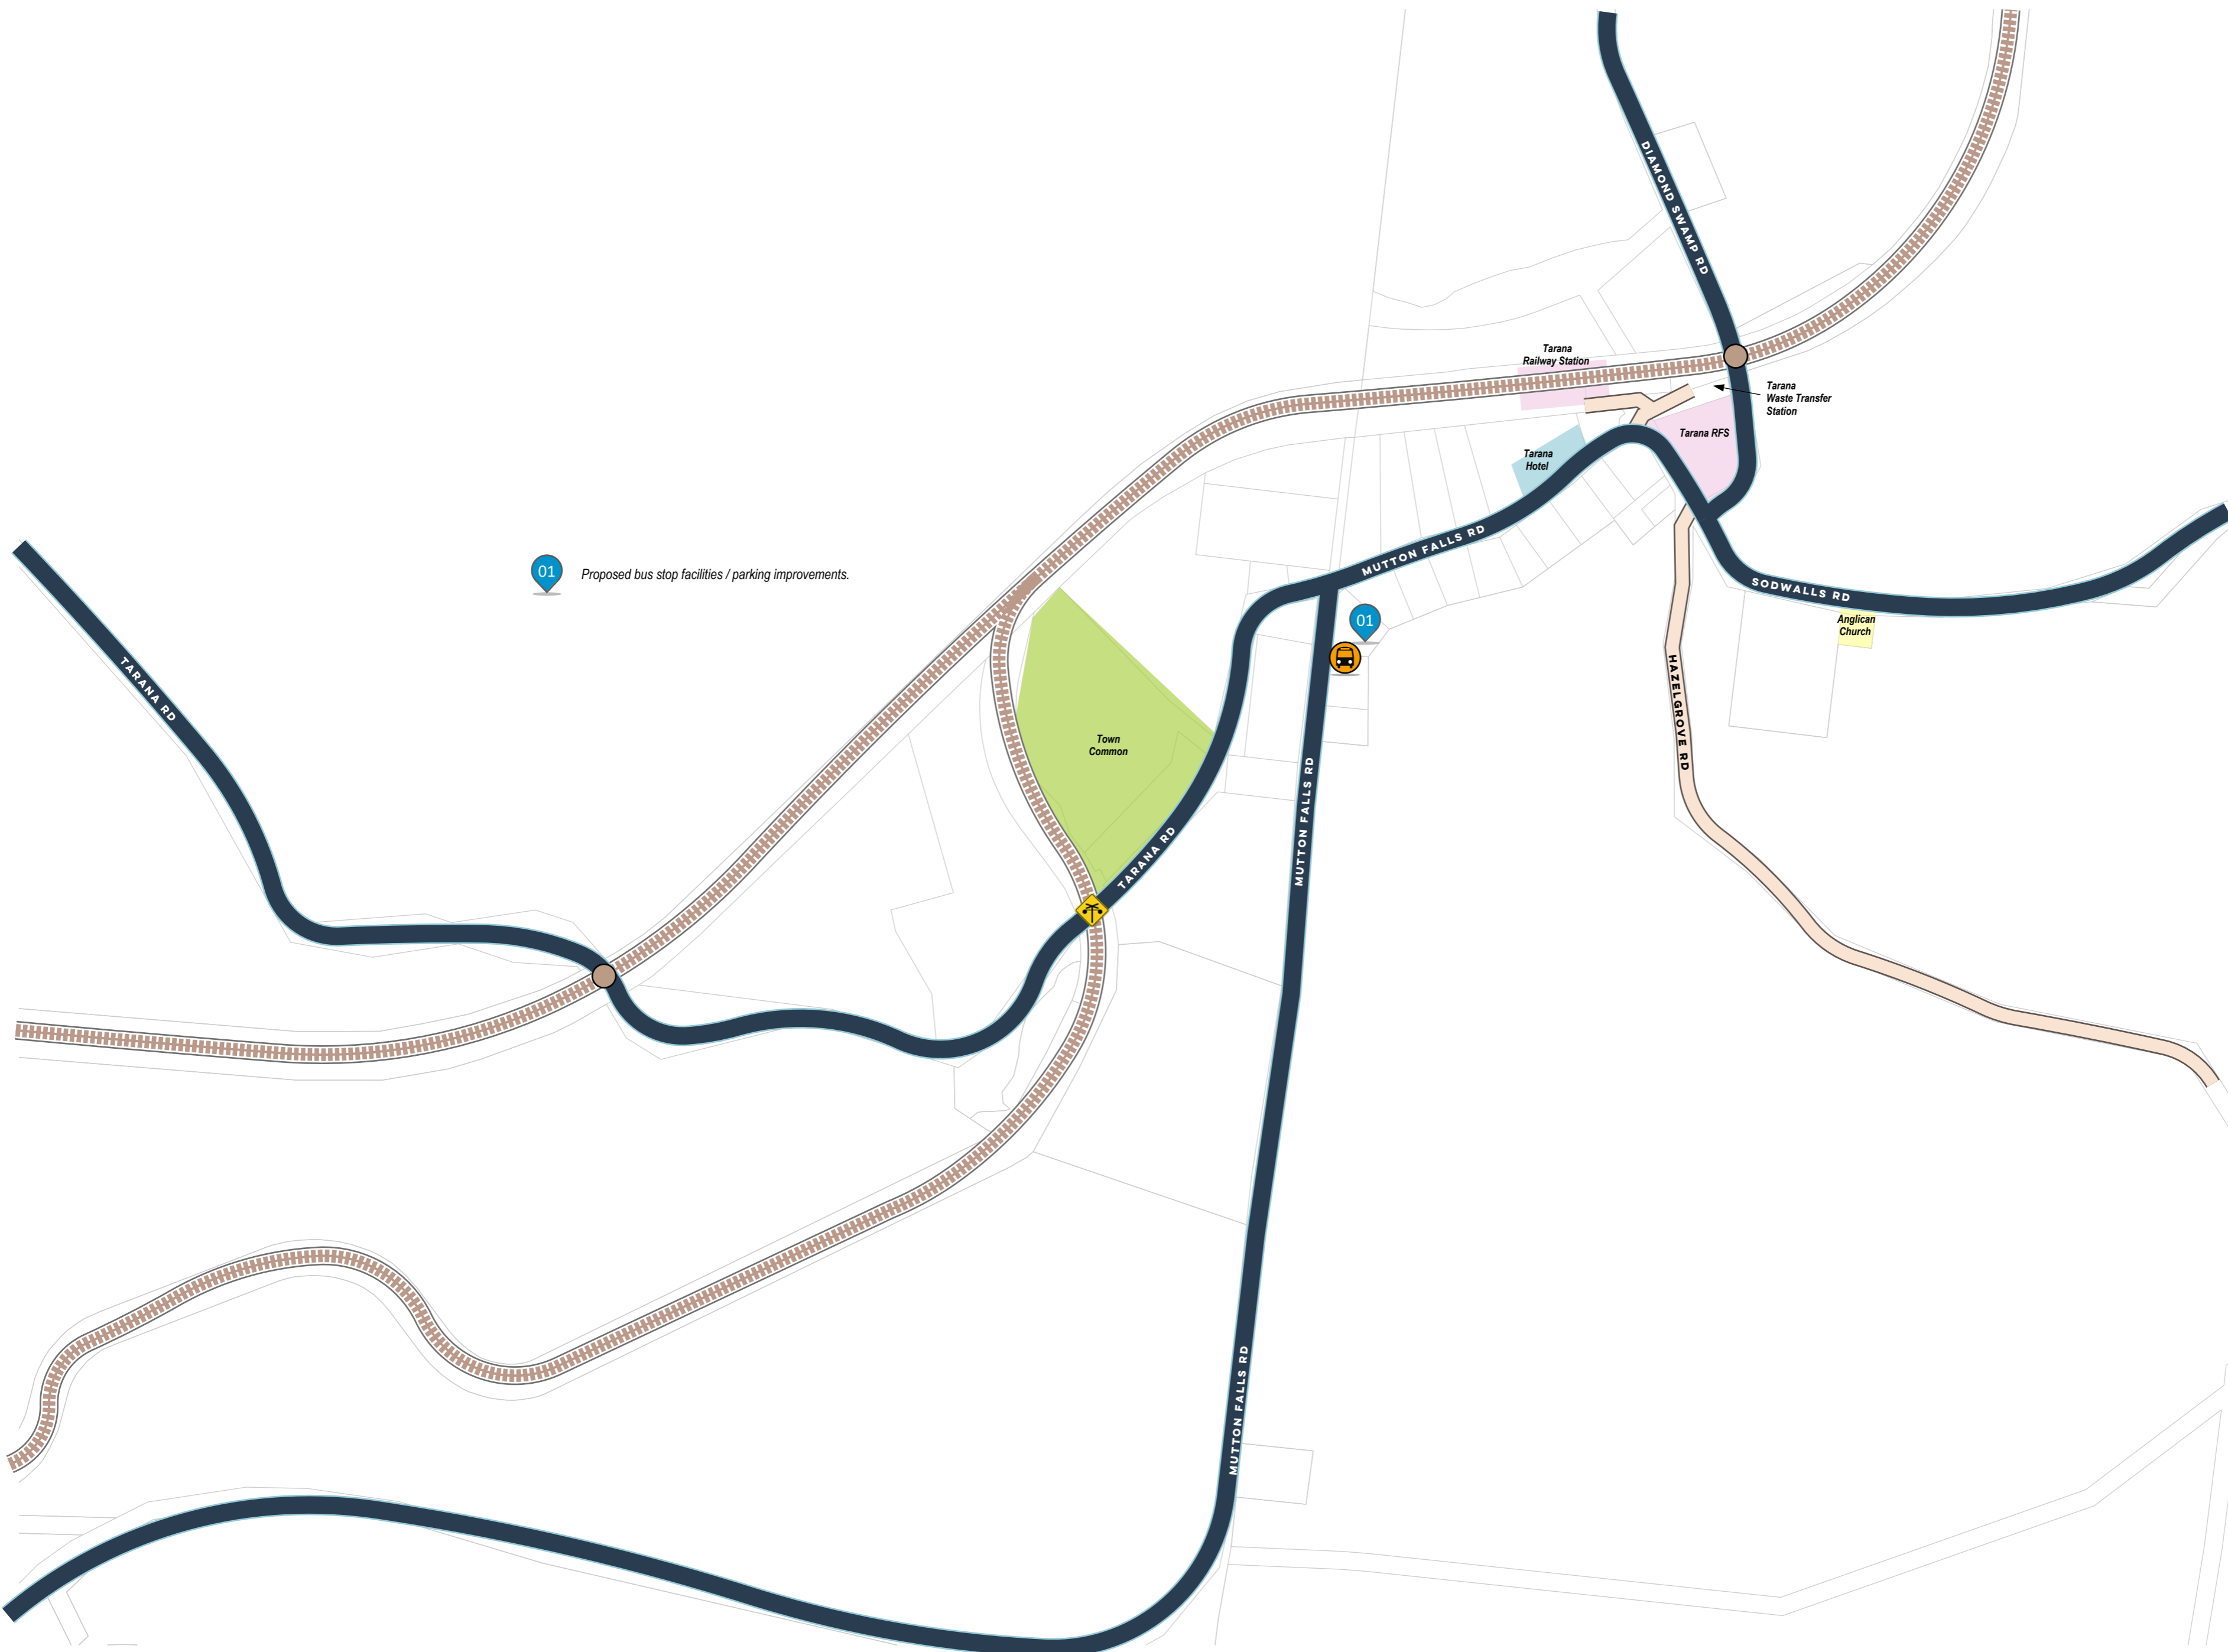 DIAMOND SWAMP RD
Tarana
Railway Station
Tarana
Waste Transfer
Station
Tarana RFS
Tarana
Hotel
MUTTON FALLS RD
01
Proposed bus stop facilities / parking improvements.
SODWALLS RD
01
Anglican
Church
TARANA RD
HAZELGROVE RD
Town
Common
MUTTON FALLS RD
TARANA RD
MUTTON FALLS RD